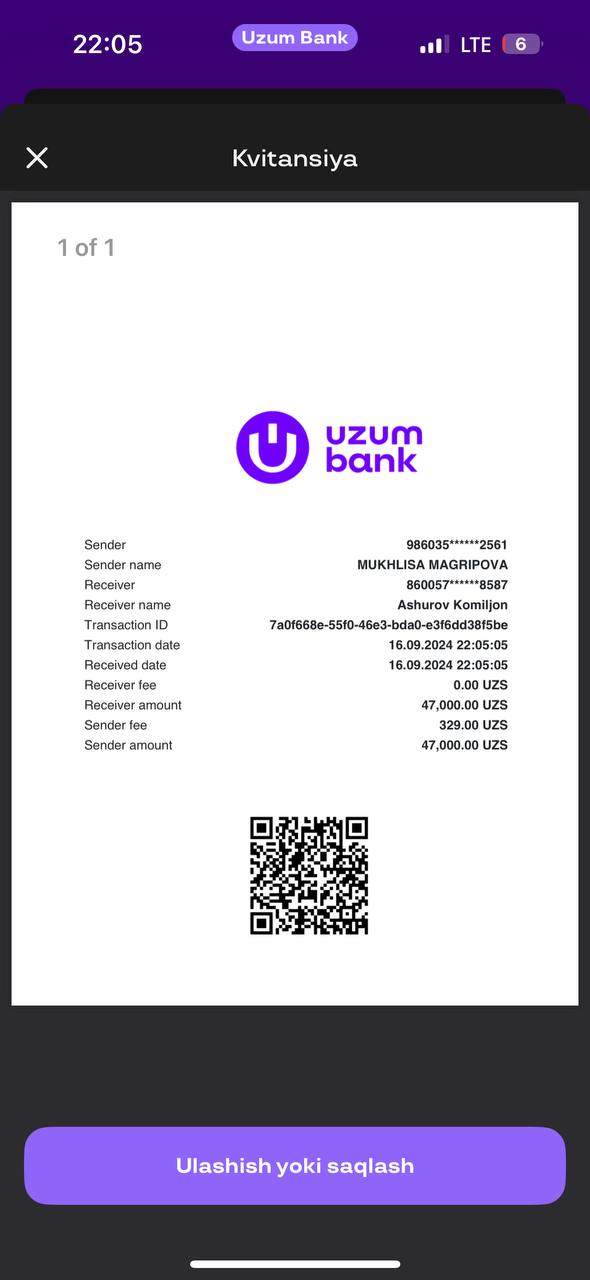 22:05
Uzum Bank
LTE
6
Kvitansiya
1 of 1
uzum
bank
Sender 986035******2561
Sender name MUKHLISA MAGRIPOVA
Receiver 860057******8587
Receiver name Ashurov Komiljon
Transaction ID 7a0f668e-55f0-46e3-bda0-e3f6dd38f5be
Transaction date 16.09.2024 22:05:05
Received date 16.09.2024 22:05:05
Receiver fee 0.00 UZS
Receiver amount 47,000.00 UZS
Sender fee 329.00 UZS
Sender amount 47,000.00 UZS
Ulashish yoki saqlash